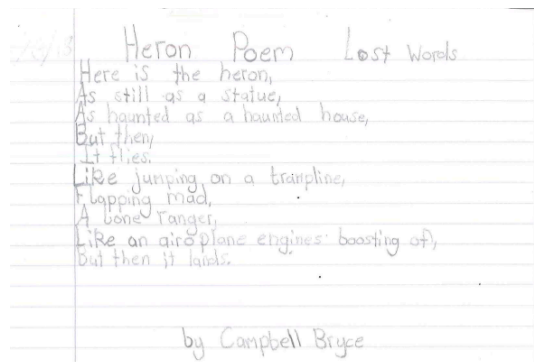 Heron Poem Lost Words
Here is the heron,
As still as a statue,
As haunted as a haunted house,
But then,
It flies.
Like jumping on a trampline,
Flapping mad,
A lone ranger,
Like an airoplane engines boosting of,
But then it lands.
by Campbell Bryce